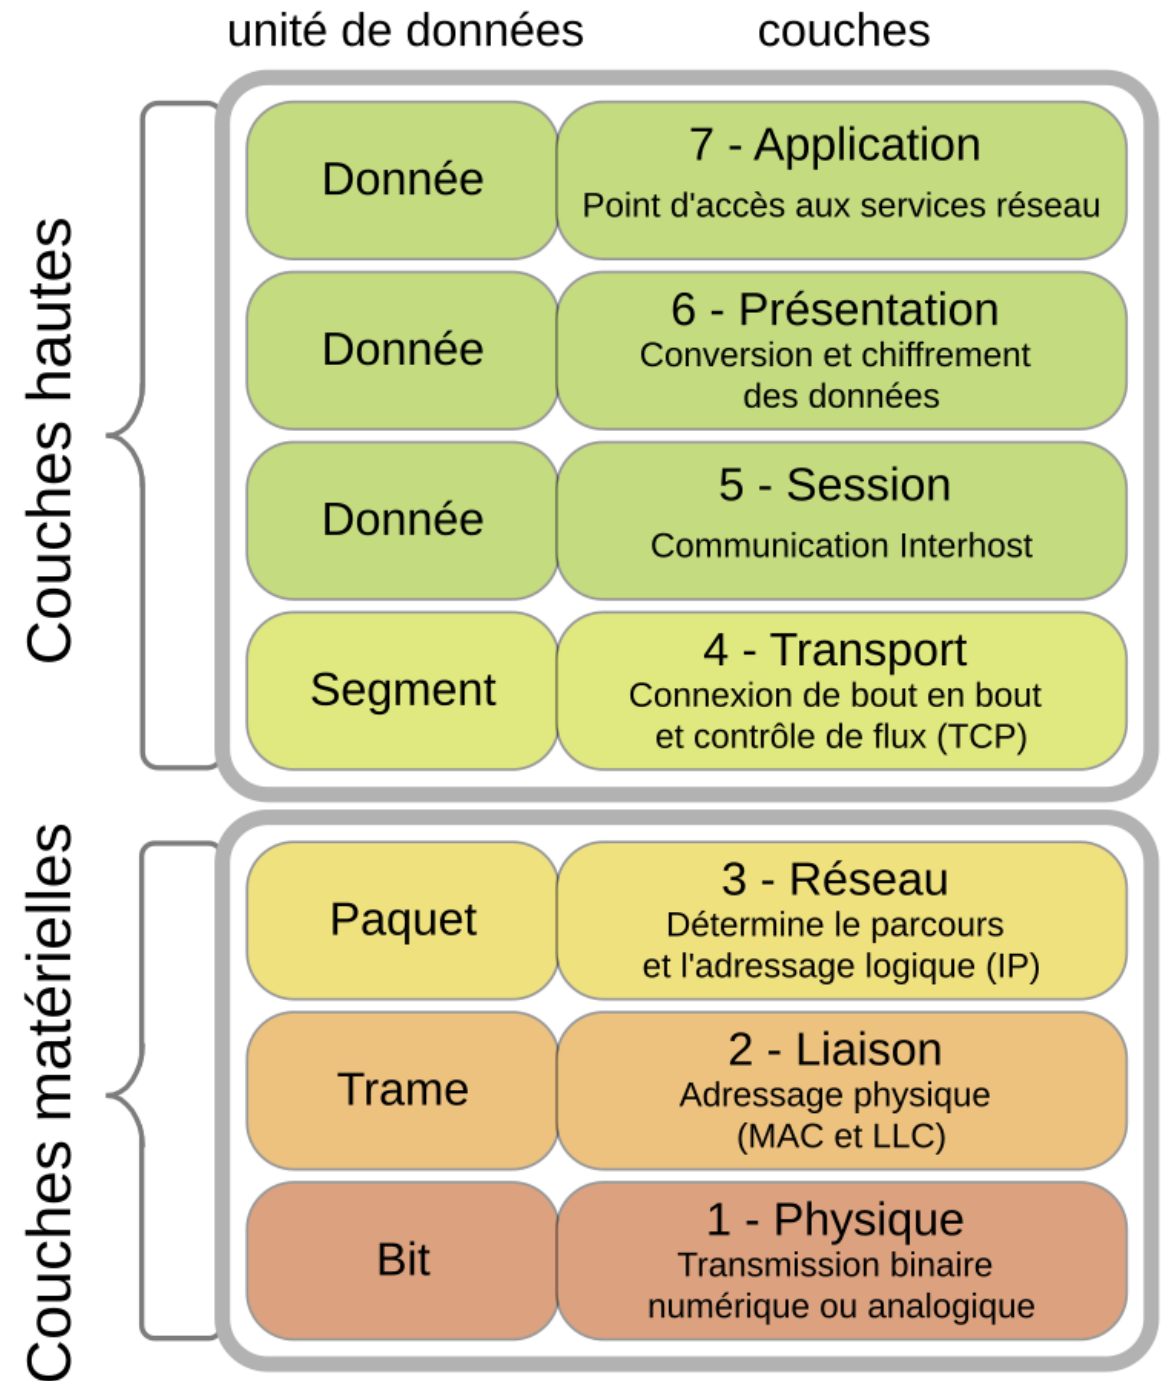 unité de données
couches
Couches hautes
Donnée
7 - Application
Point d'accès aux services réseau
Donnée
6 - Présentation
Conversion et chiffrement
des données
Donnée
5 - Session
Communication Interhost
Segment
4 - Transport
Connexion de bout en bout
et contrôle de flux (TCP)
Couches matérielles
Paquet
3 - Réseau
Détermine le parcours
et l'adressage logique (IP)
Trame
2 - Liaison
Adressage physique
(MAC et LLC)
Bit
1 - Physique
Transmission binaire
numérique ou analogique